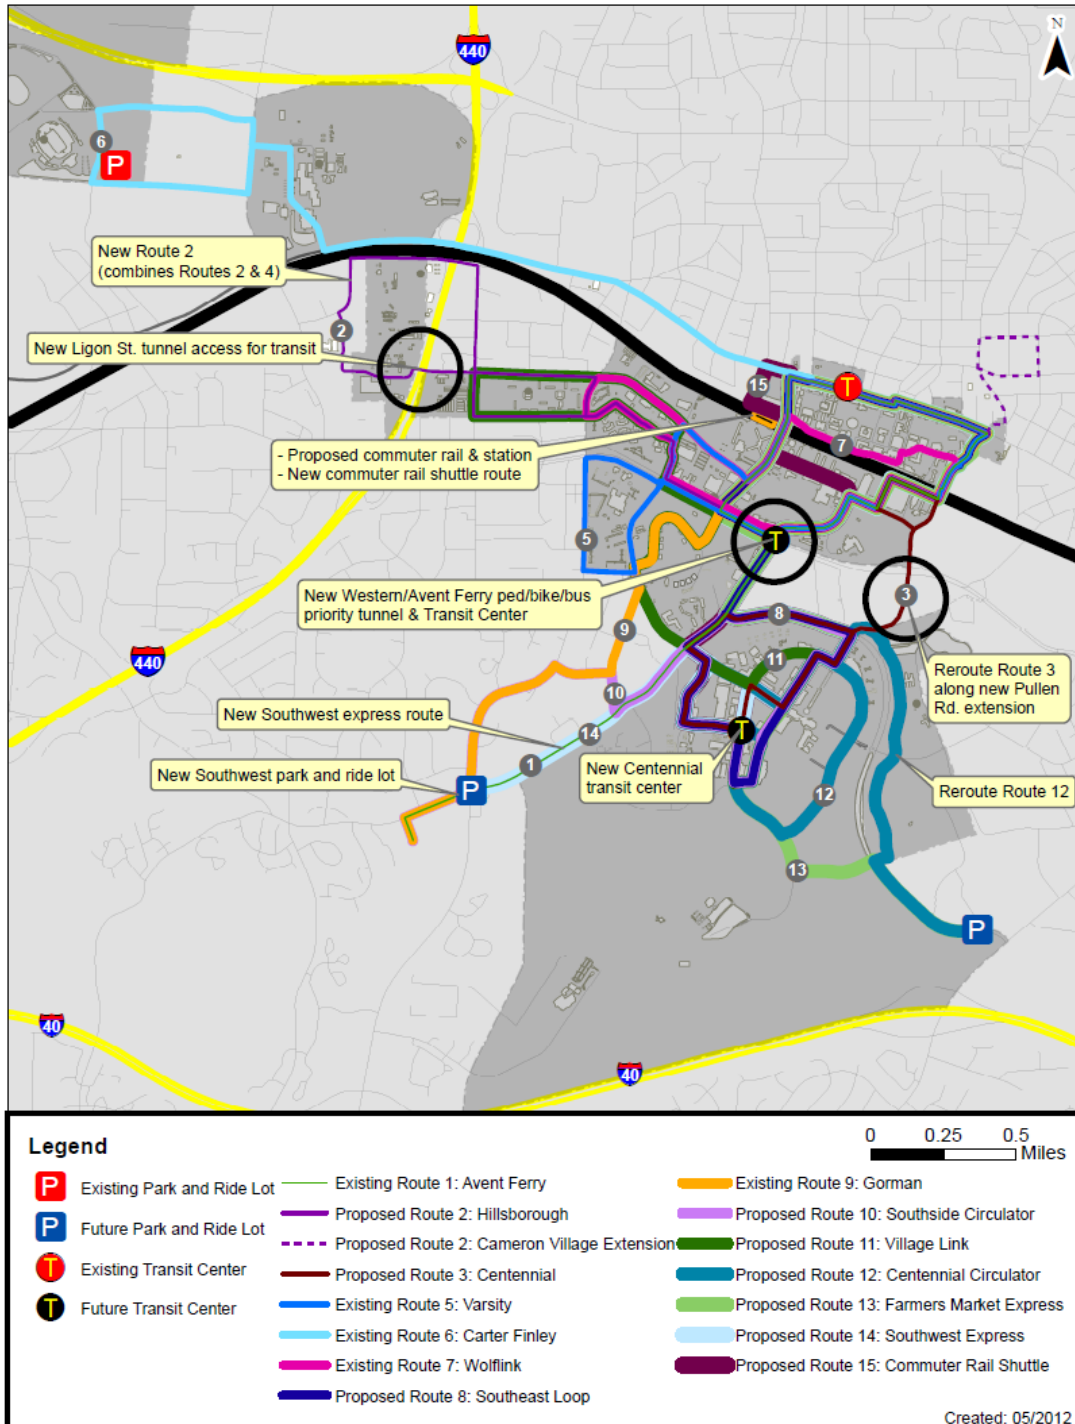 N
440
6
P
New Route 2
(combines Routes 2 & 4)
2
New Ligon St. tunnel access for transit
15
T
- Proposed commuter rail & station
- New commuter rail shuttle route
7
5
T
New Western/Avent Ferry ped/bike/bus
priority tunnel & Transit Center
3
8
9
11
440
10
Reroute Route 3
along new Pullen
Rd. extension
New Southwest express route
14
T
1
New Centennial
transit center
New Southwest park and ride lot
P
12
Reroute Route 12
13
P
40
40
Legend
0 0.25 0.5
Miles
P Existing Park and Ride Lot
P Future Park and Ride Lot
T Existing Transit Center
T Future Transit Center
Existing Route 1: Avent Ferry
Proposed Route 2: Hillsborough
Proposed Route 2: Cameron Village Extension
Proposed Route 3: Centennial
Existing Route 5: Varsity
Existing Route 6: Carter Finley
Existing Route 7: Wolflink
Proposed Route 8: Southeast Loop
Existing Route 9: Gorman
Proposed Route 10: Southside Circulator
Proposed Route 11: Village Link
Proposed Route 12: Centennial Circulator
Proposed Route 13: Farmers Market Express
Proposed Route 14: Southwest Express
Proposed Route 15: Commuter Rail Shuttle
Created: 05/2012